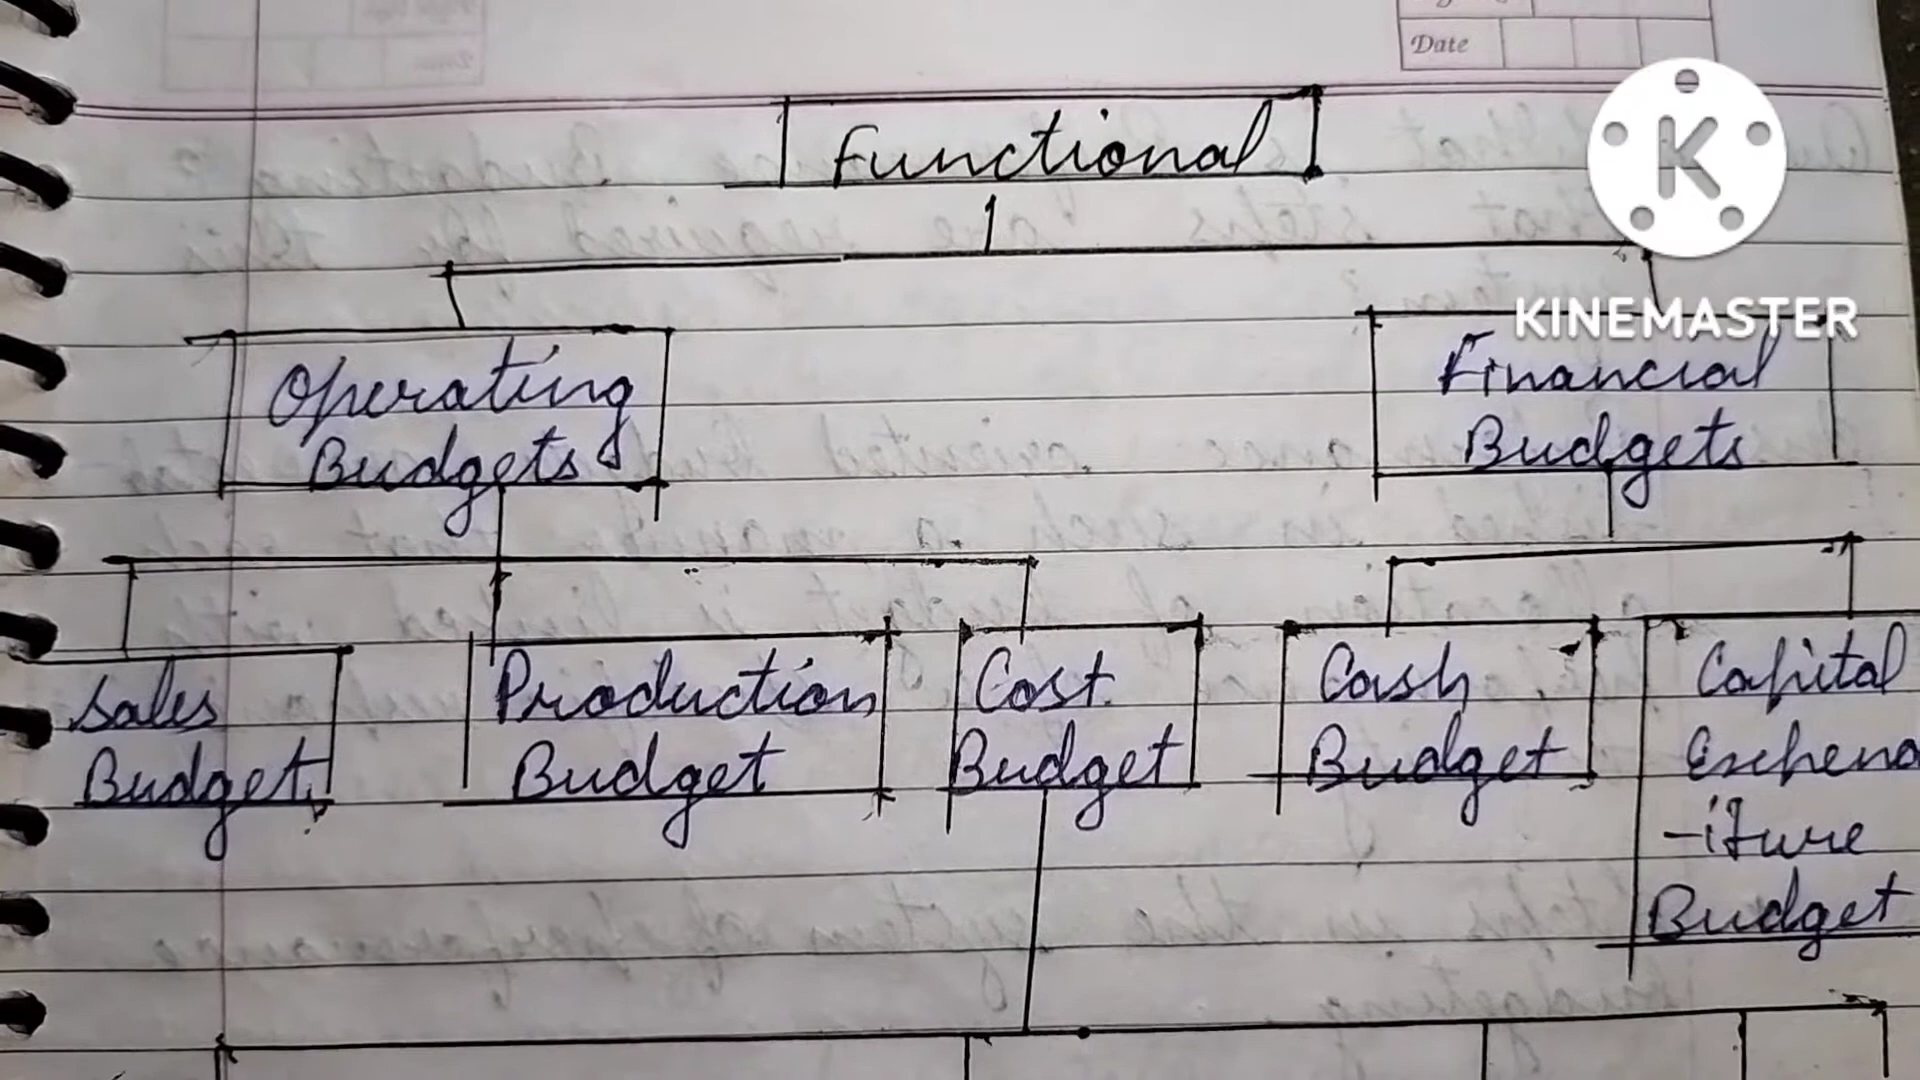 Date
Functional
KINEMASTER
Operating
Budgets
Financial
Budgets
Sales
Budget
Production
Budget
Cost
Budget
Cash
Budget
Capital
Expend
-iture
Budget